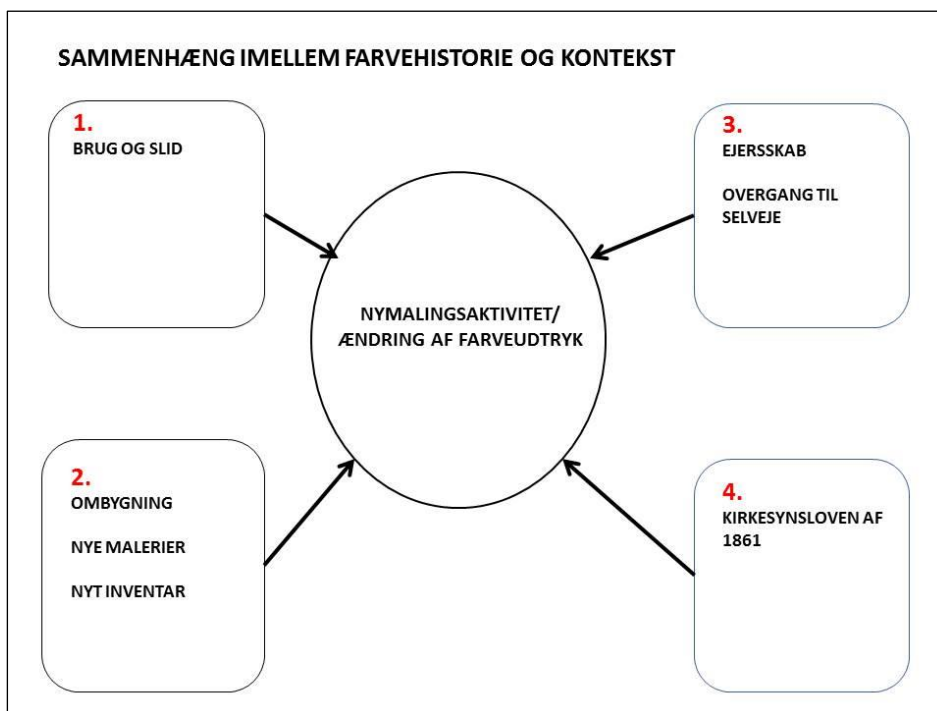 SAMMENHÆNG IMELLEM FARVEHISTORIE OG KONTEKST
1.
BRUG OG SLID
2.
OMBYGNING
NYE MALERIER
NYT INVENTAR
NYMALINGSAKTIVITET/
ÆNDRING AF FARVEUDTRYK
3.
EJERSSKAB
OVERGANG TIL
SELVEJE
4.
KIRKESYNSLOVEN AF
1861